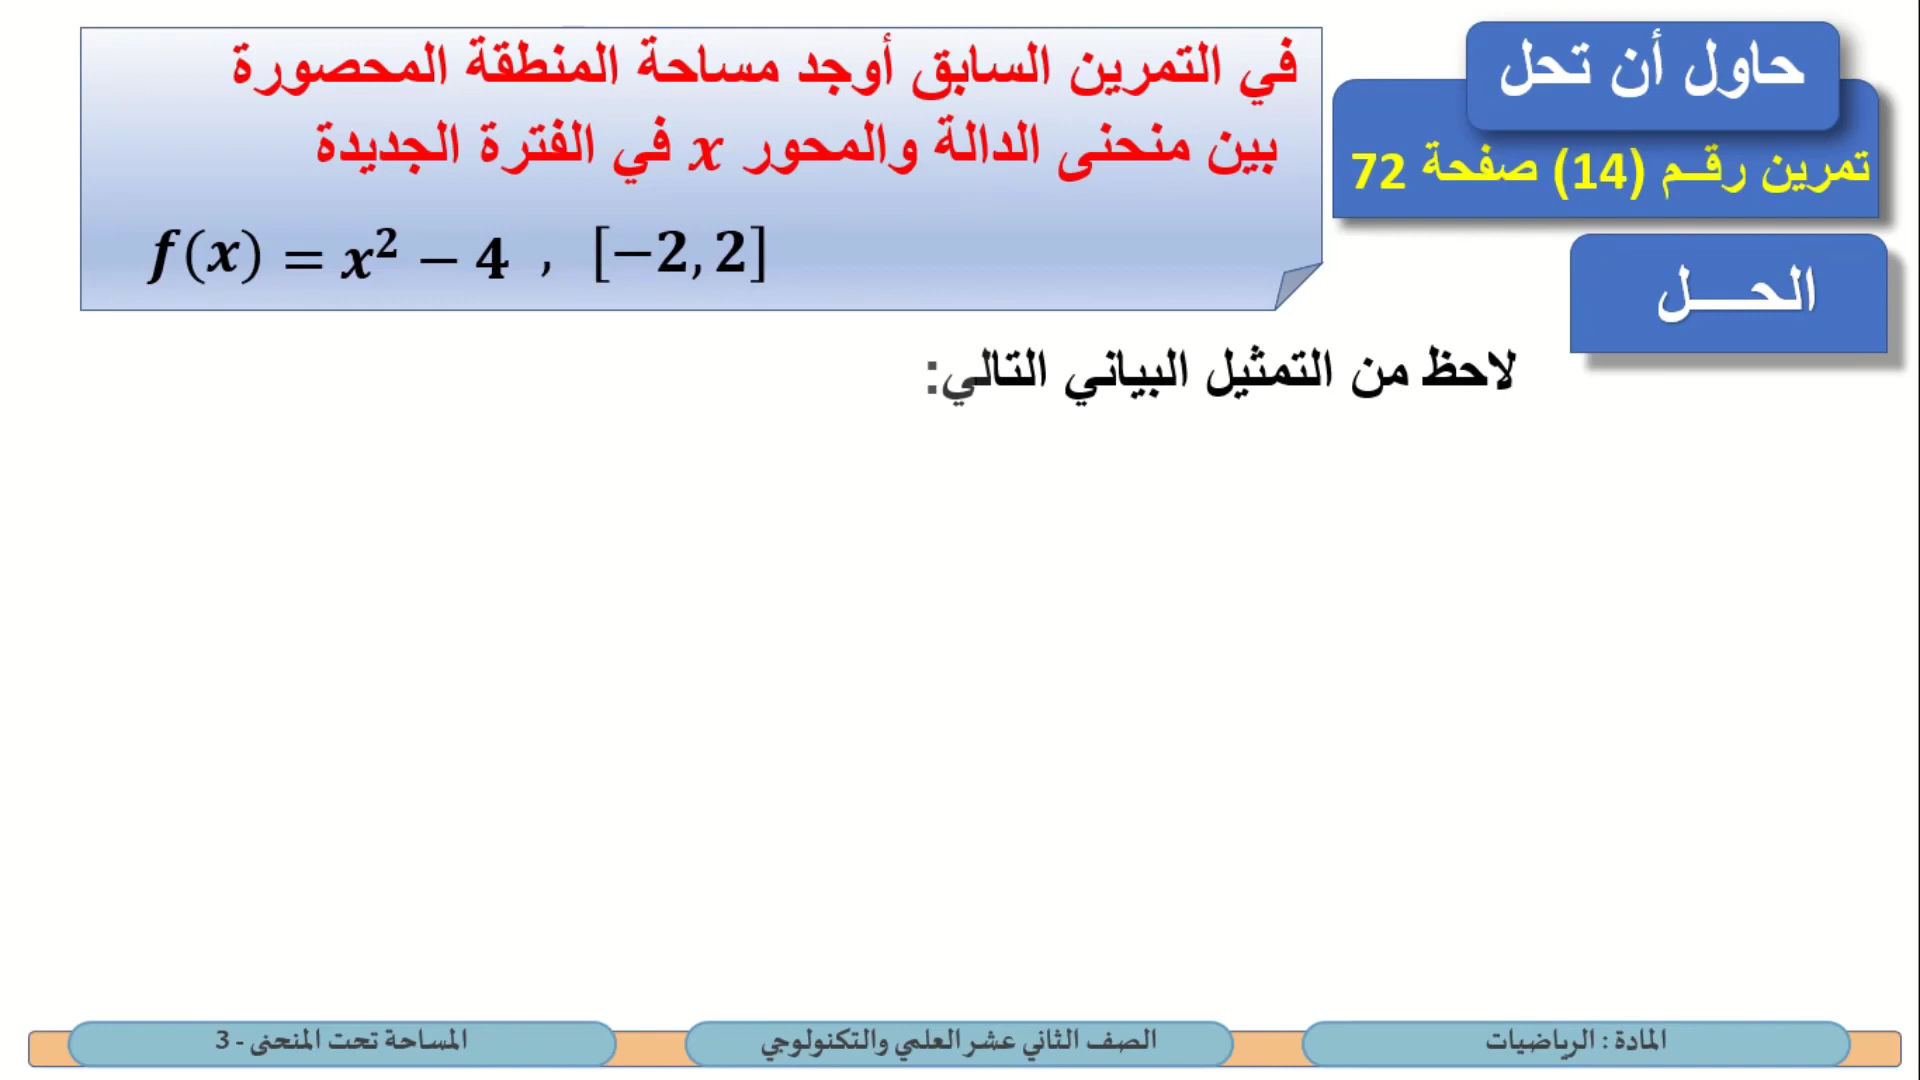 حاول أن تحل
تمرين رقـم (14) صفحة 72
في التمرين السابق أوجد مساحة المنطقة المحصورة
بين منحنى الدالة والمحور x في الفترة الجديدة
f(x) = x² − 4 , [−2, 2]
الحـــل
لاحظ من التمثيل البياني التالي:
المادة : الرياضيات
الصف الثاني عشر العلمي والتكنولوجي
المساحة تحت المنحنى - 3